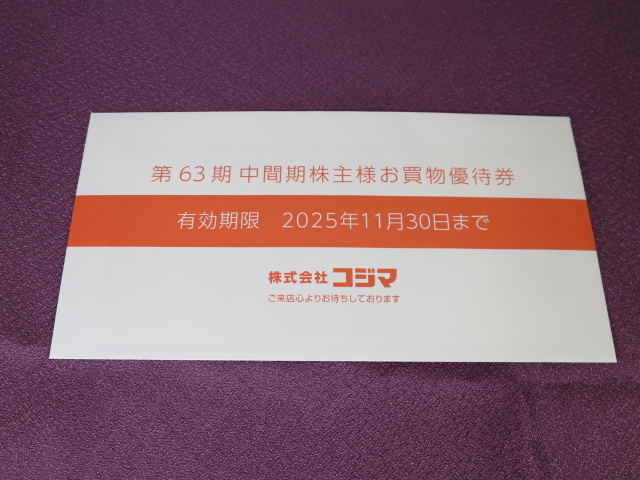 第63期 中間期株主様お買物優待券
有効期限 2025年11月30日まで
株式会社 コジマ
ご来店心よりお待ちしております